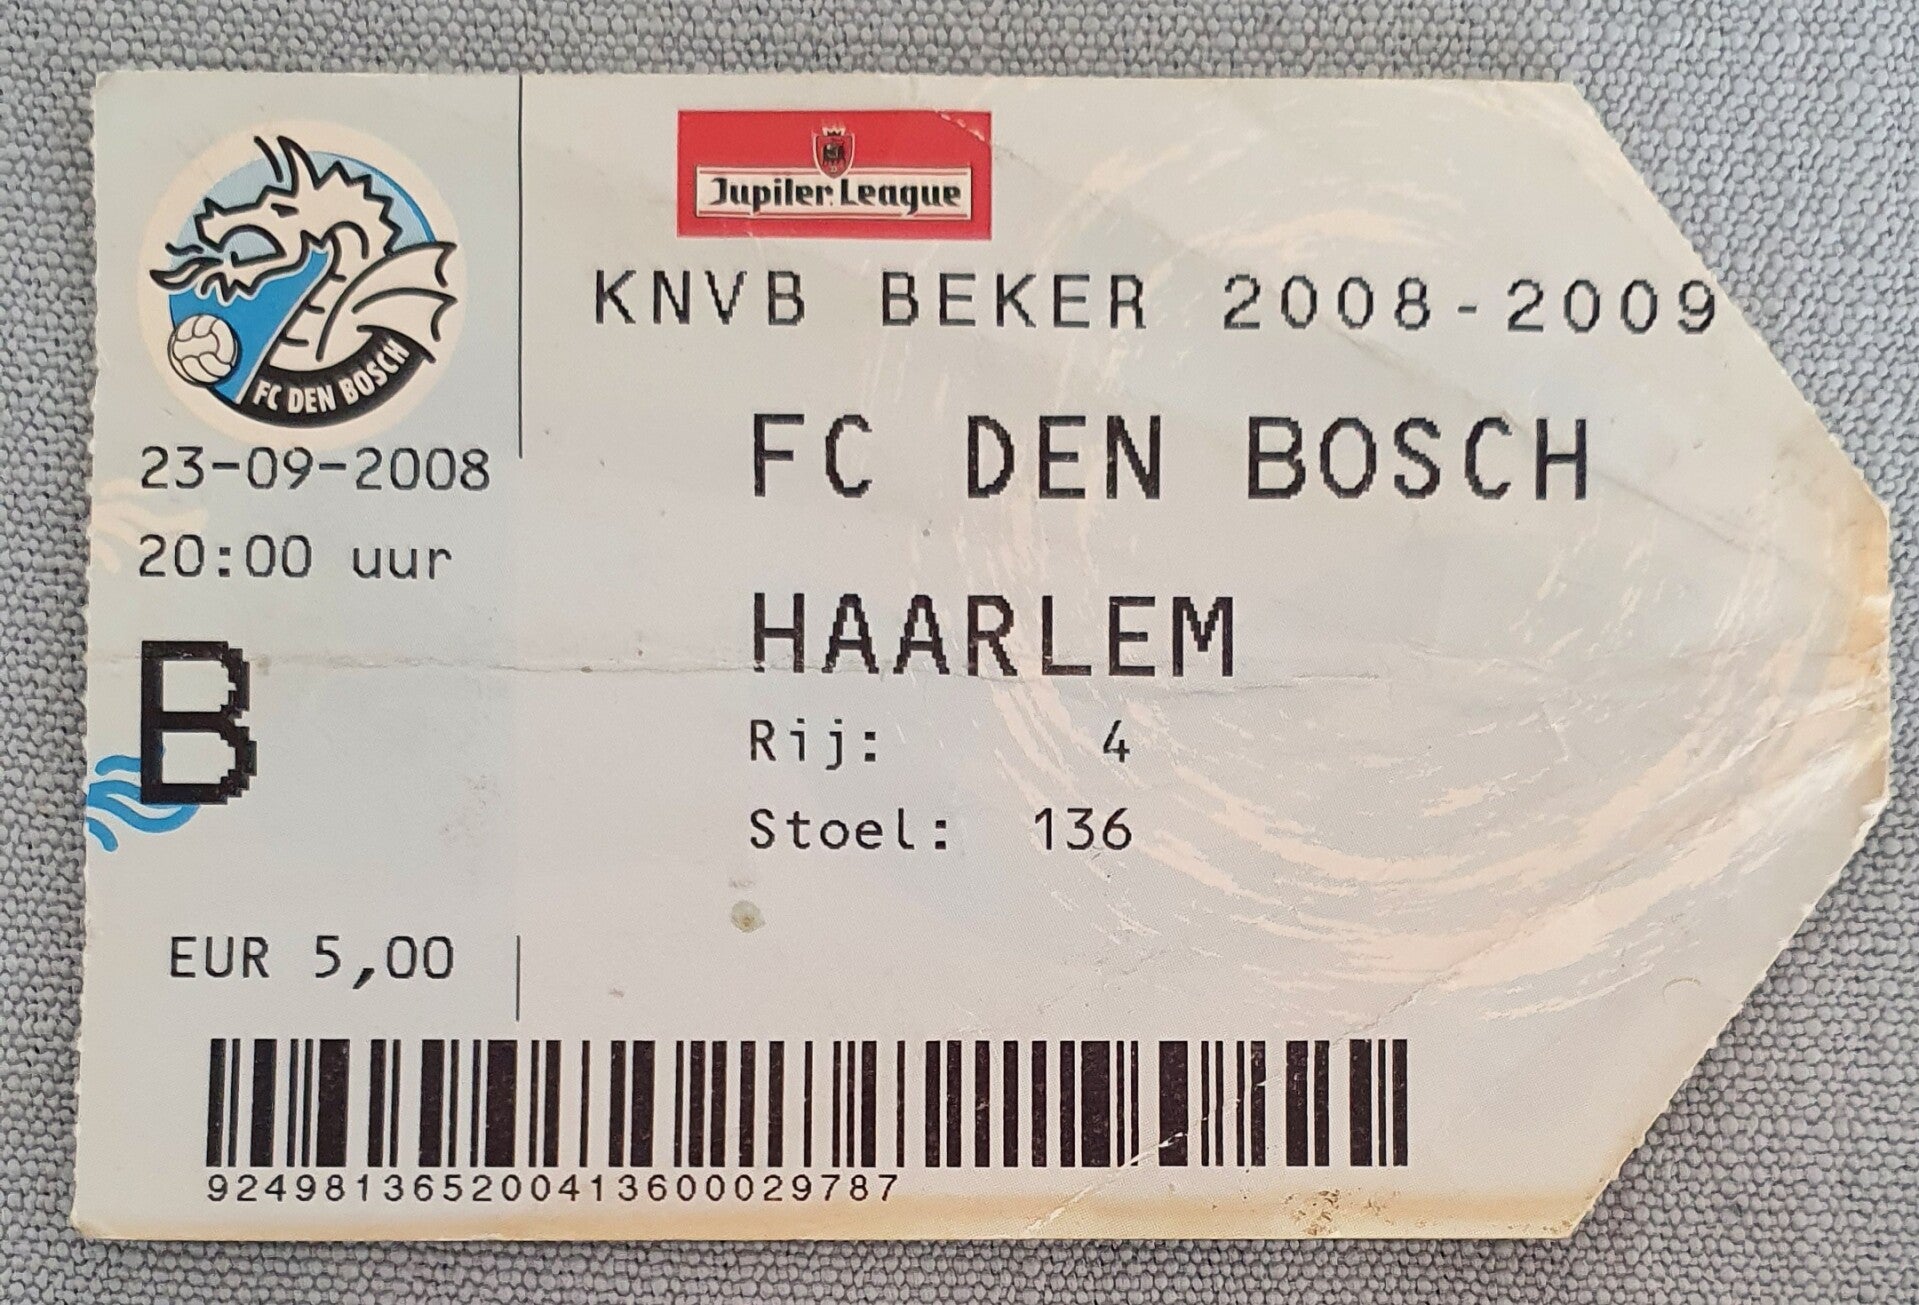 Jupiler League
KNVB BEKER 2008-2009
FC DEN BOSCH
23-09-2008
20:00 uur
B
FC DEN BOSCH
HAARLEM
Rij: 4
Stoel: 136
EUR 5,00
924981365200413600029787